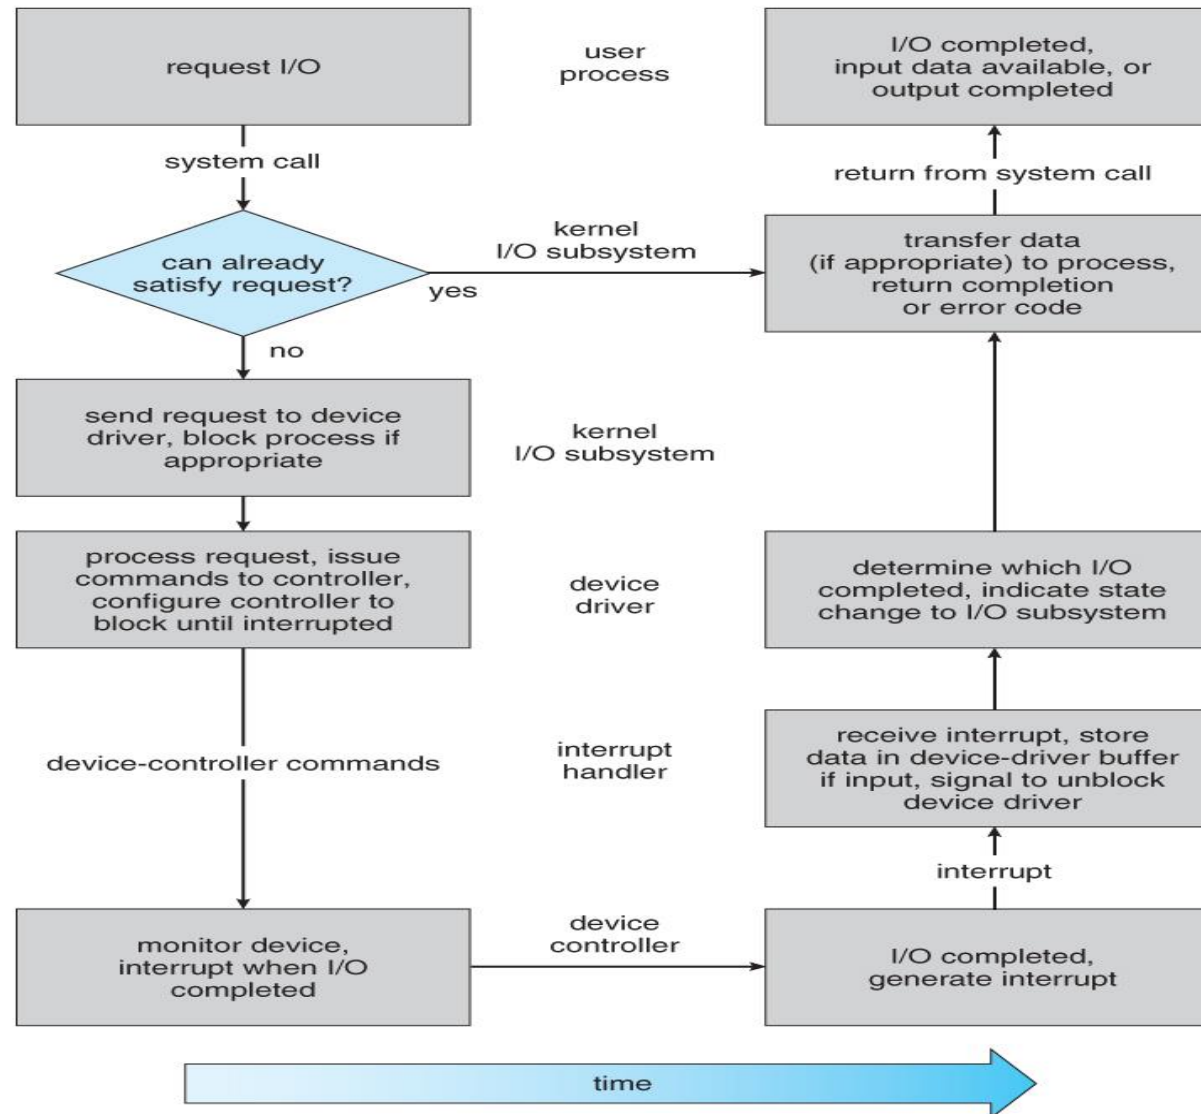 request I/O
user
process
I/O completed,
input data available, or
output completed
system call
return from system call
can already
satisfy request?
kernel
I/O subsystem
yes
transfer data
(if appropriate) to process,
return completion
or error code
no
send request to device
driver, block process if
appropriate
kernel
I/O subsystem
process request, issue
commands to controller,
configure controller to
block until interrupted
device
driver
determine which I/O
completed, indicate state
change to I/O subsystem
device-controller commands
interrupt
handler
receive interrupt, store
data in device-driver buffer
if input, signal to unblock
device driver
interrupt
monitor device,
interrupt when I/O
completed
device
controller
I/O completed,
generate interrupt
time